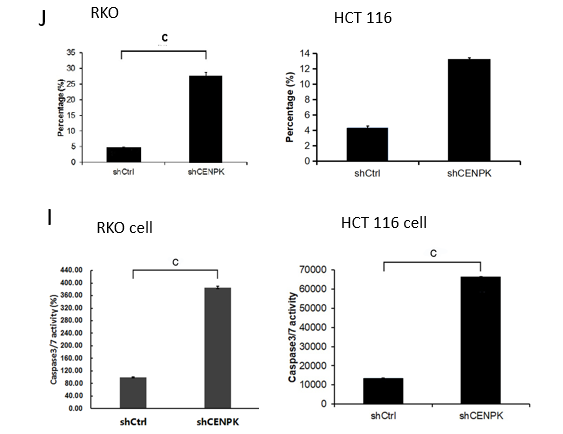 J
RKO
HCT 116
C
Percentage (%)
35
30
25
20
15
10
5
0
shCtrl
shCENPK
Percentage (%)
14
12
10
8
6
4
2
0
shCtrl
shCENPK
I
RKO cell
HCT 116 cell
C
Caspase3/7 activity (%)
440.00
400.00
360.00
320.00
280.00
240.00
200.00
160.00
120.00
80.00
40.00
0.00
shCtrl
shCENPK
C
Caspase3/7 activity
70000
60000
50000
40000
30000
20000
10000
0
shCtrl
shCENPK